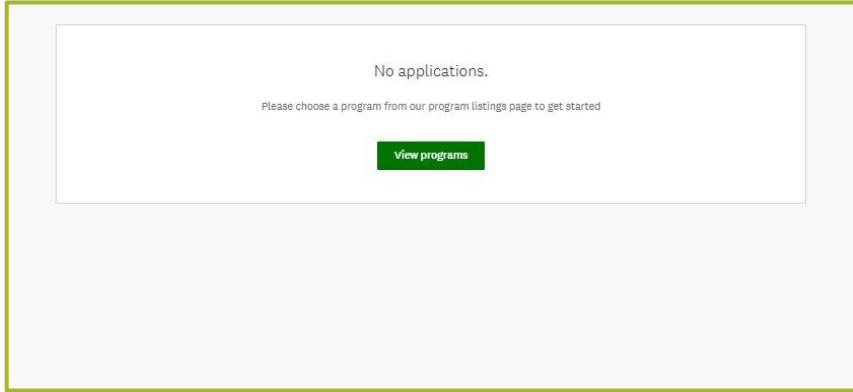 No applications.
Please choose a program from our program listings page to get started
View programs